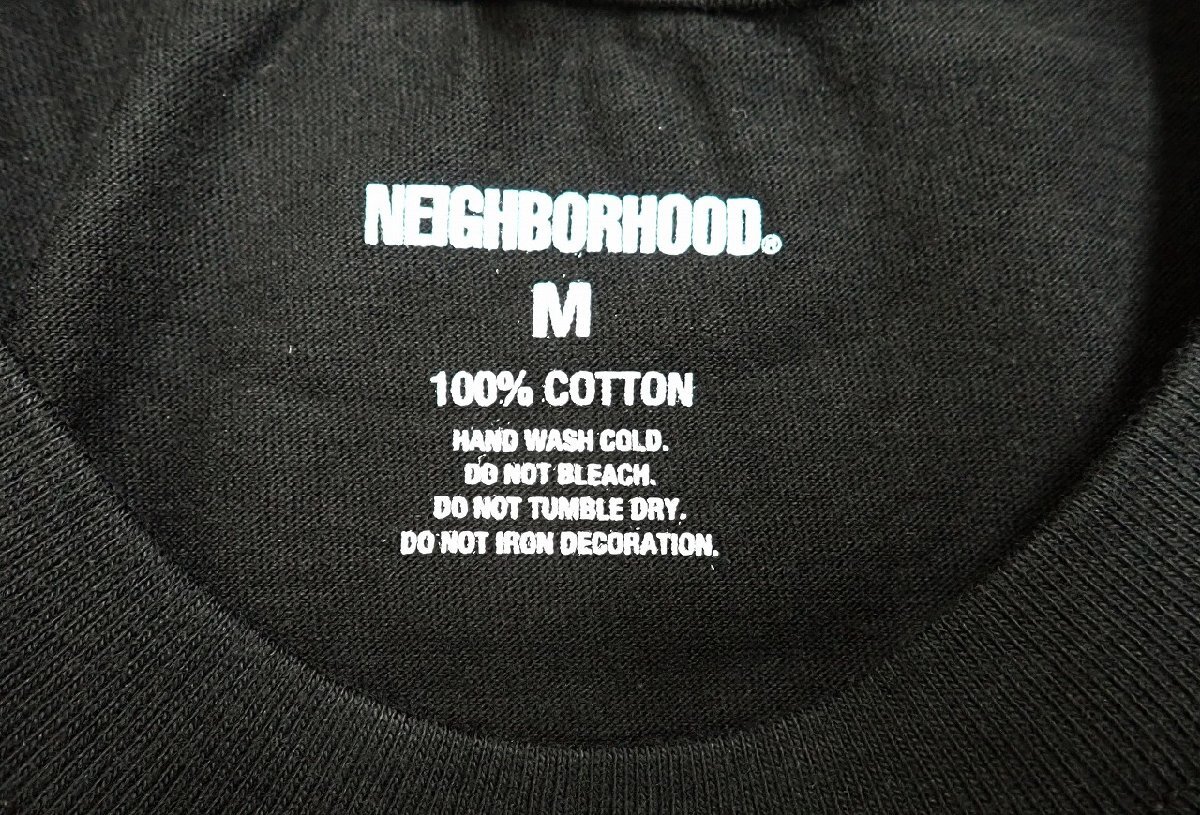 NEIGHBORHOOD®
M
100% COTTON
HAND WASH COLD.
DO NOT BLEACH.
DO NOT TUMBLE DRY.
DO NOT IRON DECORATION.